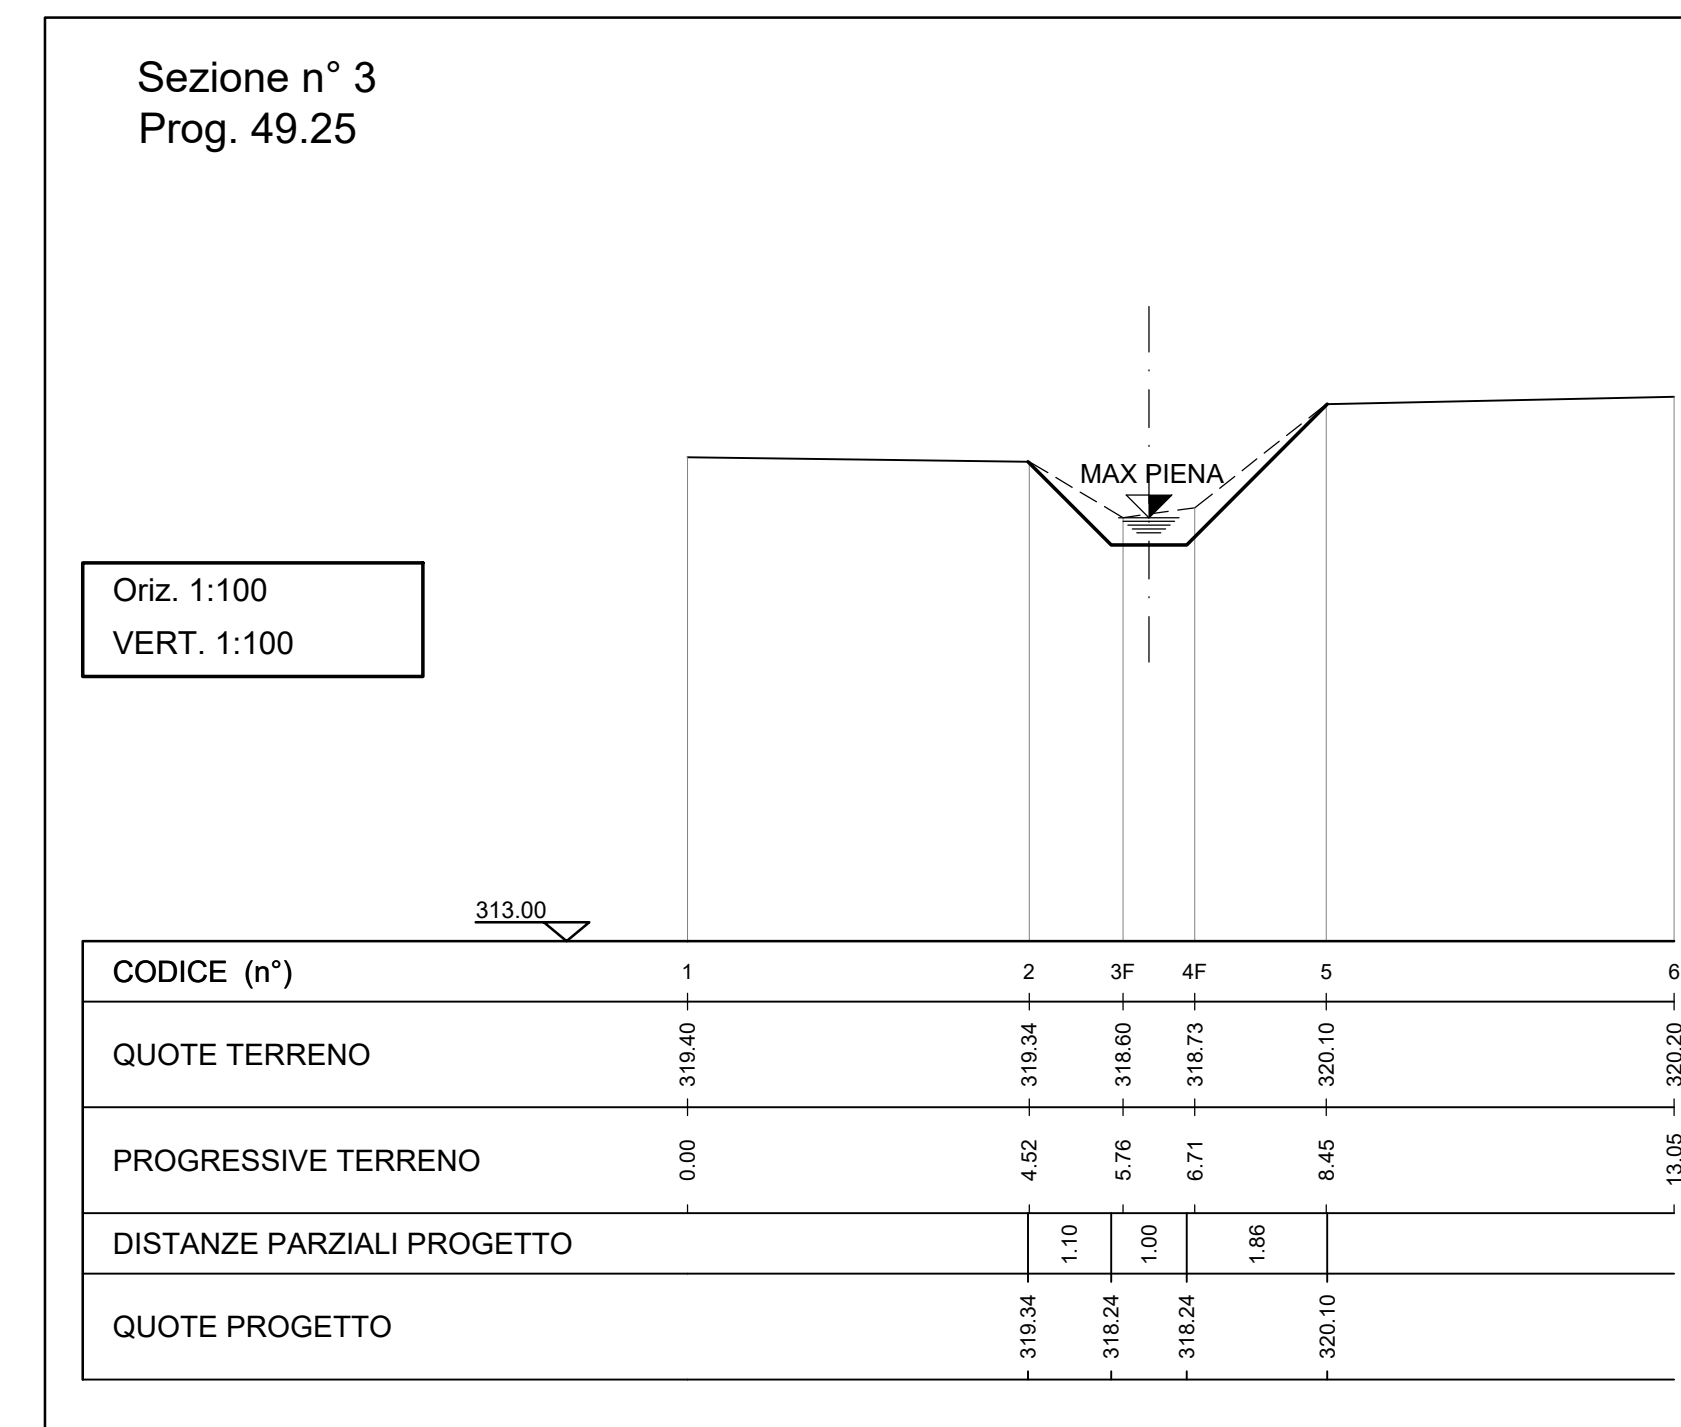 Sezione n° 3
Prog. 49.25
MAX PIENA
Oriz. 1:100
VERT. 1:100
313.00
CODICE (n°) 1 2 3F 4F 5 6
QUOTE TERRENO 319.40 319.34 318.60 318.73 320.10 320.20
PROGRESSIVE TERRENO 0.00 4.52 5.76 6.71 8.45 13.05
DISTANZE PARZIALI PROGETTO 1.10 1.00 1.86
QUOTE PROGETTO 319.34 318.24 318.24 320.10